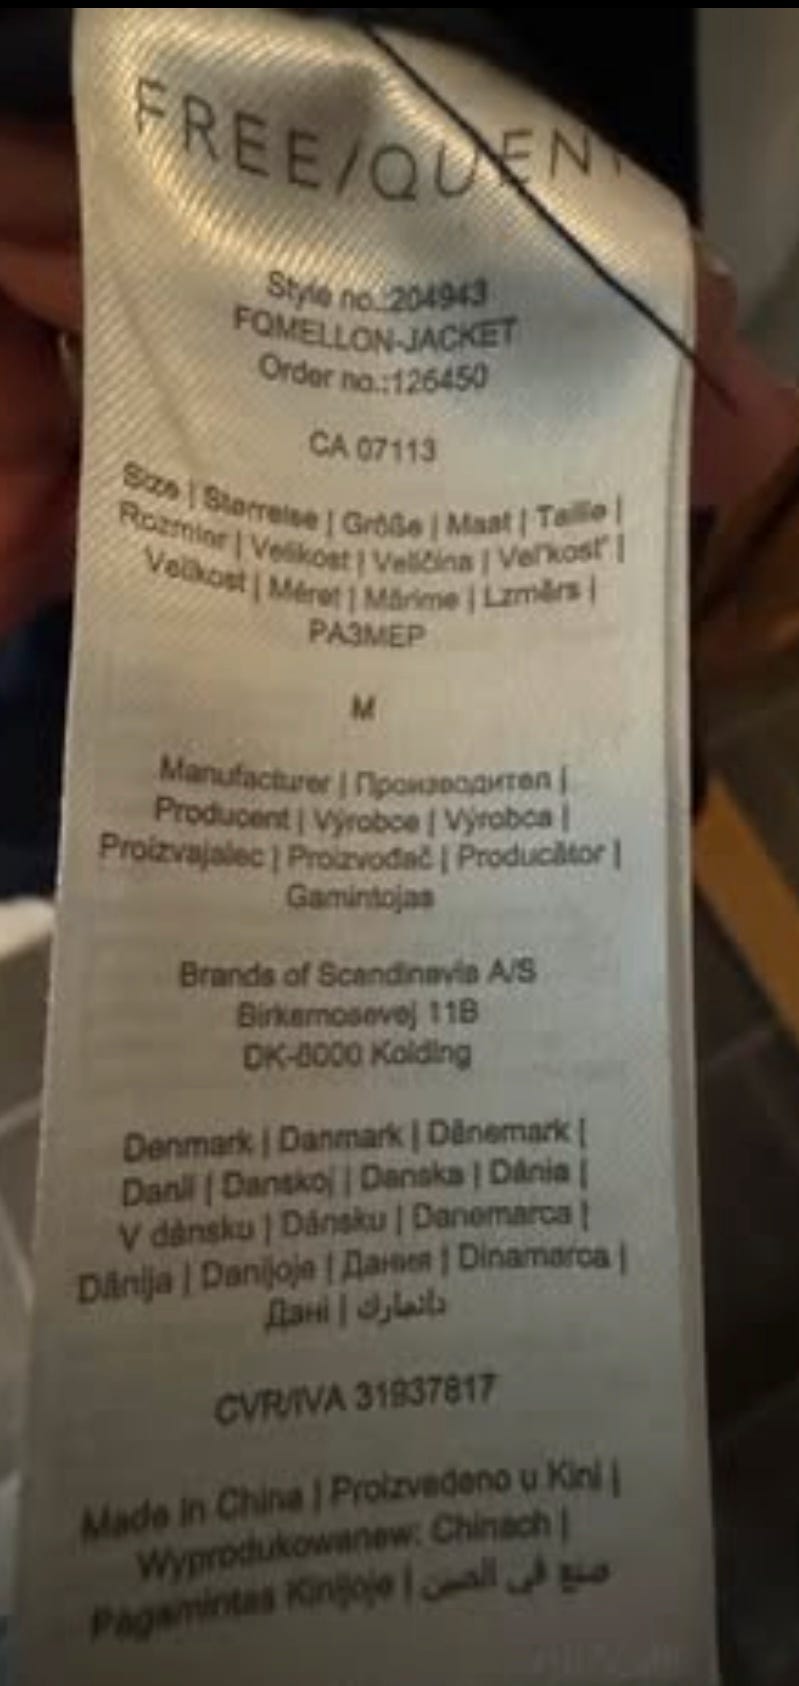 FREE/QUENT
Style no.:204943
FQMELLON-JACKET
Order no.:126450
CA 07113
Size | Størrelse | Größe | Maat | Taille |
Rozmiar | Velikost | Veličina | Veľkosť |
Velikost | Méret | Mărime | Lzmērs |
РАЗМЕР
M
Manufacturer | Производител |
Producent | Výrobce | Výrobca |
Proizvajalec | Proizvođač | Producător |
Gamintojas
Brands of Scandinavia A/S
Birkemosevej 11B
DK-6000 Kolding
Denmark | Danmark | Dänemark |
Danii | Danskoj | Danska | Dánia |
V dánsku | Dánsku | Danemarca |
Dānija | Danijoje | Дания | Dinamarca |
Дані | دانمارك
CVR/IVA 31937817
Made in China | Proizvedeno u Kini |
Wyprodukowanew: Chinach |
Pagamintas Kinijoje | صنع في الصين